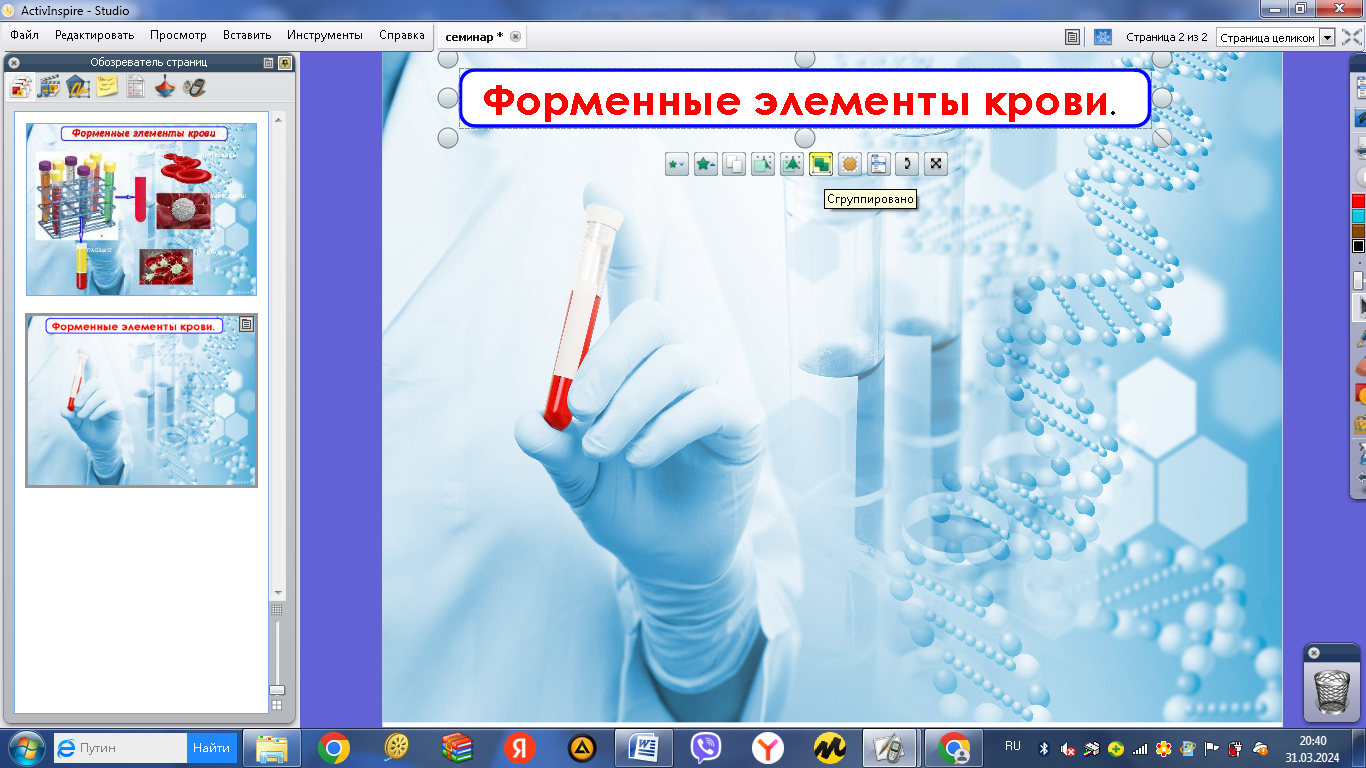 ActivInspire - Studio
Файл Редактировать Просмотр Вставить Инструменты Справка
семинар *
Страница 2 из 2
Страница целиком
Обозреватель страниц
Форменные элементы крови
Форменные элементы крови.
Форменные элементы крови.
Сгруппировано
Путин
Найти
RU
20:40
31.03.2024